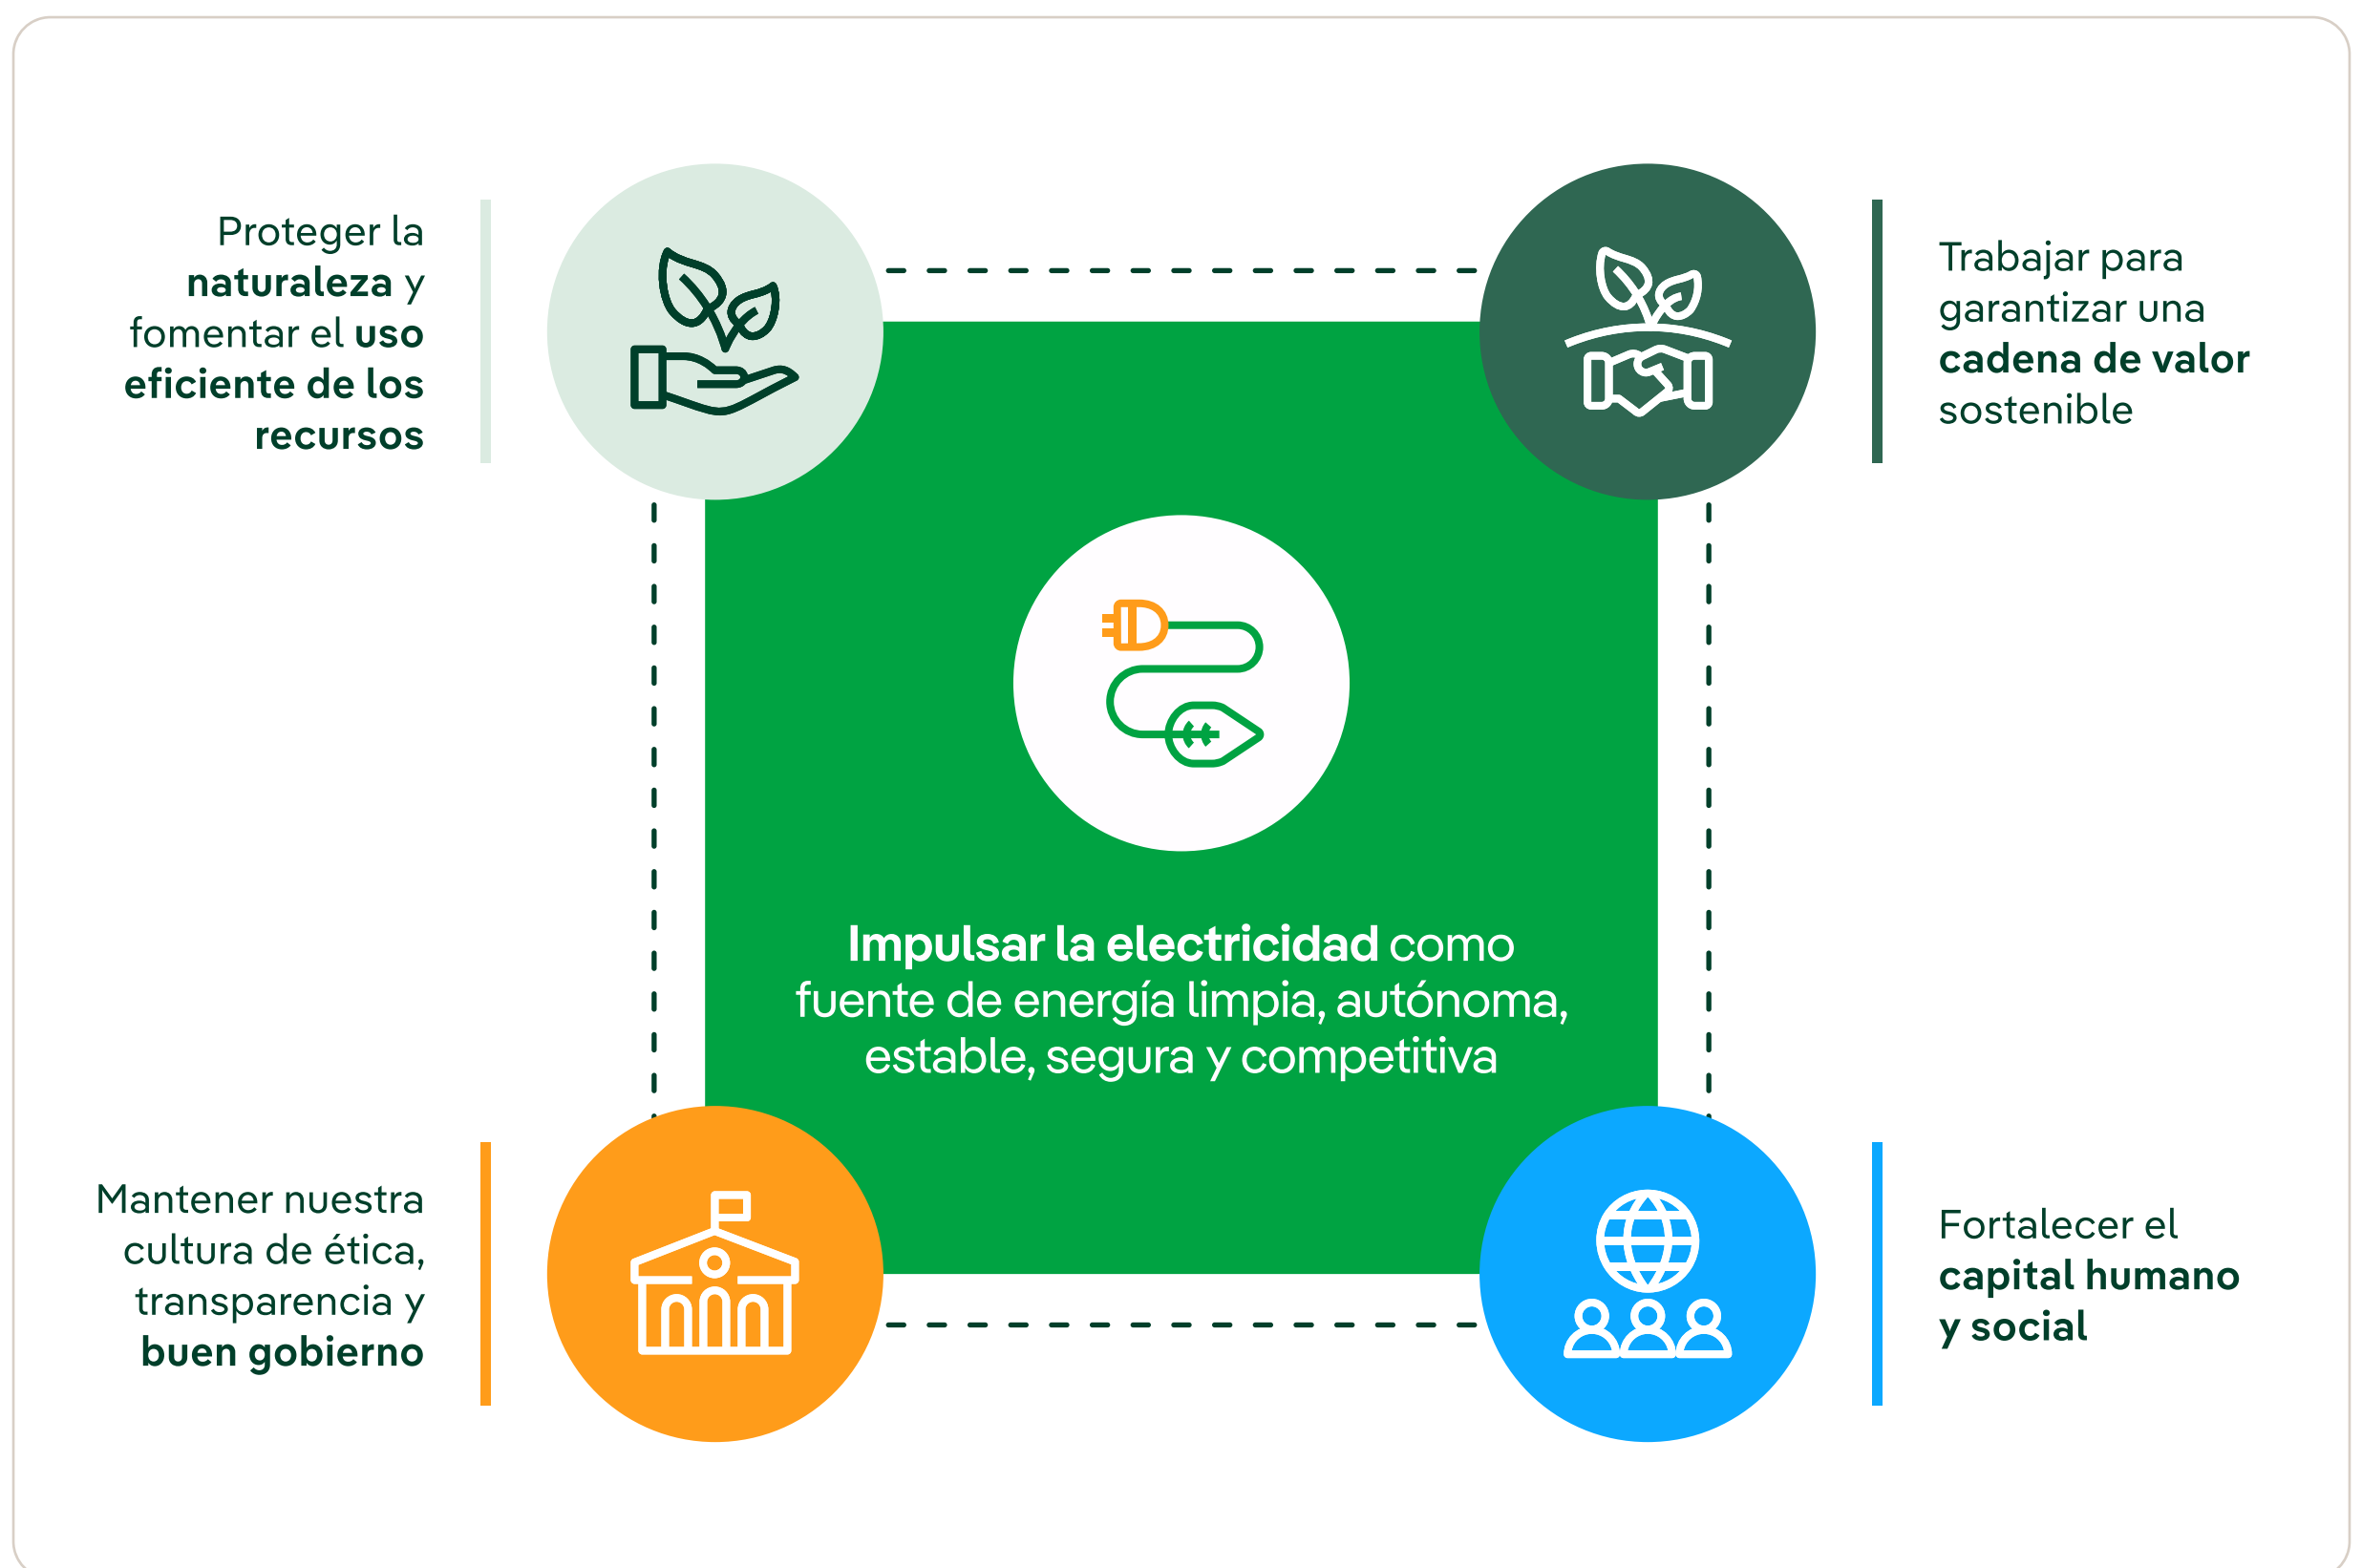 Proteger la
naturaleza y
fomentar el uso
eficiente de los
recursos
Trabajar para
garantizar una
cadena de valor
sostenible
Impulsar la electricidad como
fuente de energía limpia, autónoma,
estable, segura y competitiva
Mantener nuestra
cultura de ética,
transparencia y
buen gobierno
Fortalecer el
capital humano
y social